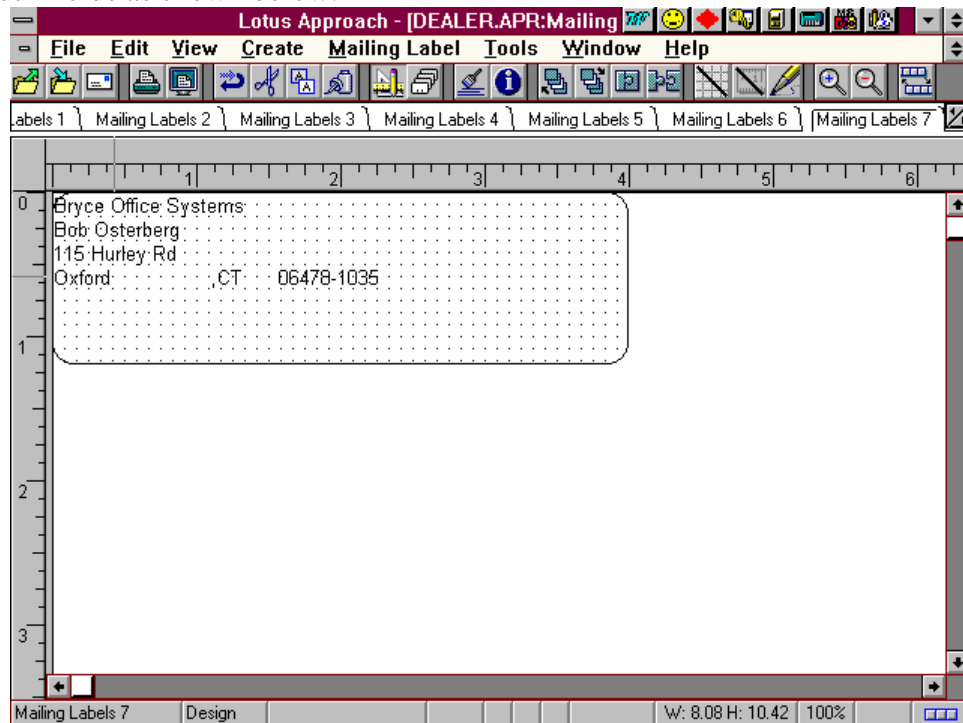 Lotus Approach - [DEALER.APR:Mailing
File Edit View Create Mailing Label Tools Window Help
abels 1 Mailing Labels 2 Mailing Labels 3 Mailing Labels 4 Mailing Labels 5 Mailing Labels 6 Mailing Labels 7
1 2 3 4 5 6
0
Bryce Office Systems
Bob Osterberg
115 Hurley Rd
Oxford ,CT 06478-1035
1
2
3
Mailing Labels 7 Design W: 8.08 H: 10.42 100%